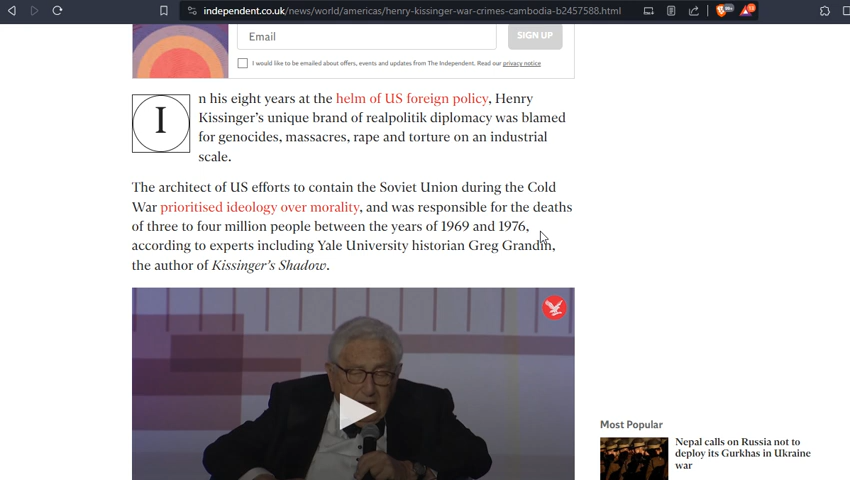 independent.co.uk/news/world/americas/henry-kissinger-war-crimes-cambodia-b2457588.html
Email
SIGN UP
I would like to be emailed about offers, events and updates from The Independent. Read our privacy notice
In his eight years at the helm of US foreign policy, Henry
Kissinger’s unique brand of realpolitik diplomacy was blamed
for genocides, massacres, rape and torture on an industrial
scale.
The architect of US efforts to contain the Soviet Union during the Cold
War prioritised ideology over morality, and was responsible for the deaths
of three to four million people between the years of 1969 and 1976,
according to experts including Yale University historian Greg Grandin,
the author of Kissinger’s Shadow.
Most Popular
Nepal calls on Russia not to
deploy its Gurkhas in Ukraine
war